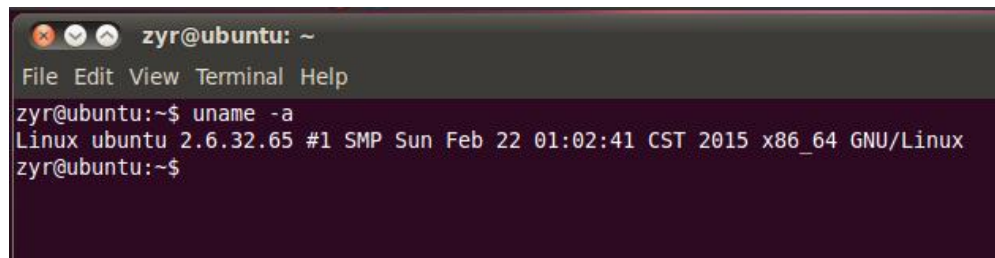 zyr@ubuntu: ~
File Edit View Terminal Help
zyr@ubuntu:~$ uname -a
Linux ubuntu 2.6.32.65 #1 SMP Sun Feb 22 01:02:41 CST 2015 x86_64 GNU/Linux
zyr@ubuntu:~$